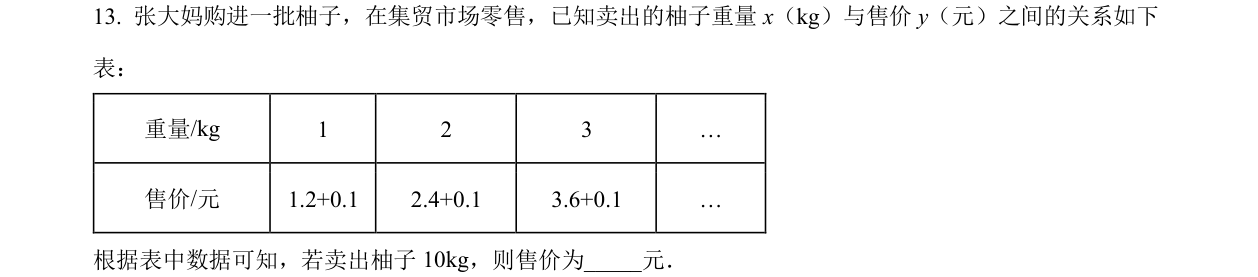 13. 张大妈购进一批柚子，在集贸市场零售，已知卖出的柚子重量 x（kg）与售价 y（元）之间的关系如下
表：
重量/kg 1 2 3 …
售价/元 1.2+0.1 2.4+0.1 3.6+0.1 …
根据表中数据可知，若卖出柚子 10kg，则售价为_____元．